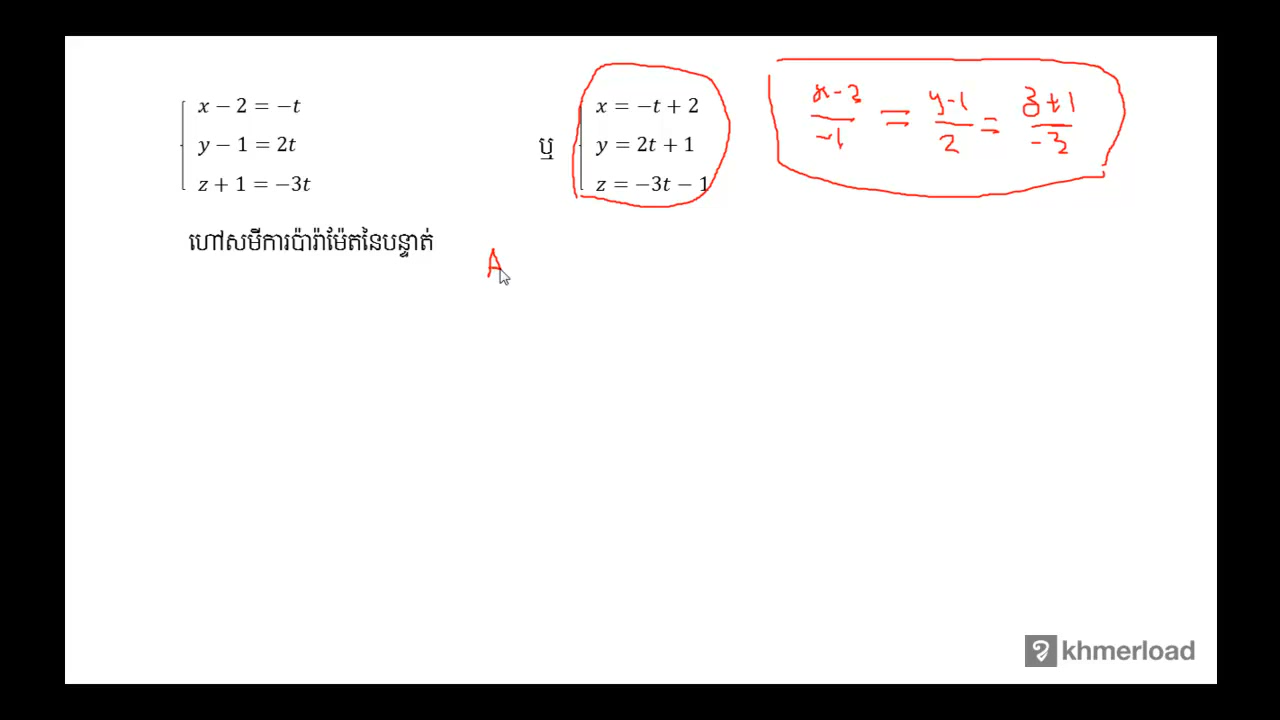 x − 2 = −t
y − 1 = 2t
z + 1 = −3t
ឬ
x = −t + 2
y = 2t + 1
z = −3t − 1
x-2/-1 = y-1/2 = z+1/-3
ហៅសមីការប៉ារ៉ាម៉ែតនៃបន្ទាត់
A
khmerload